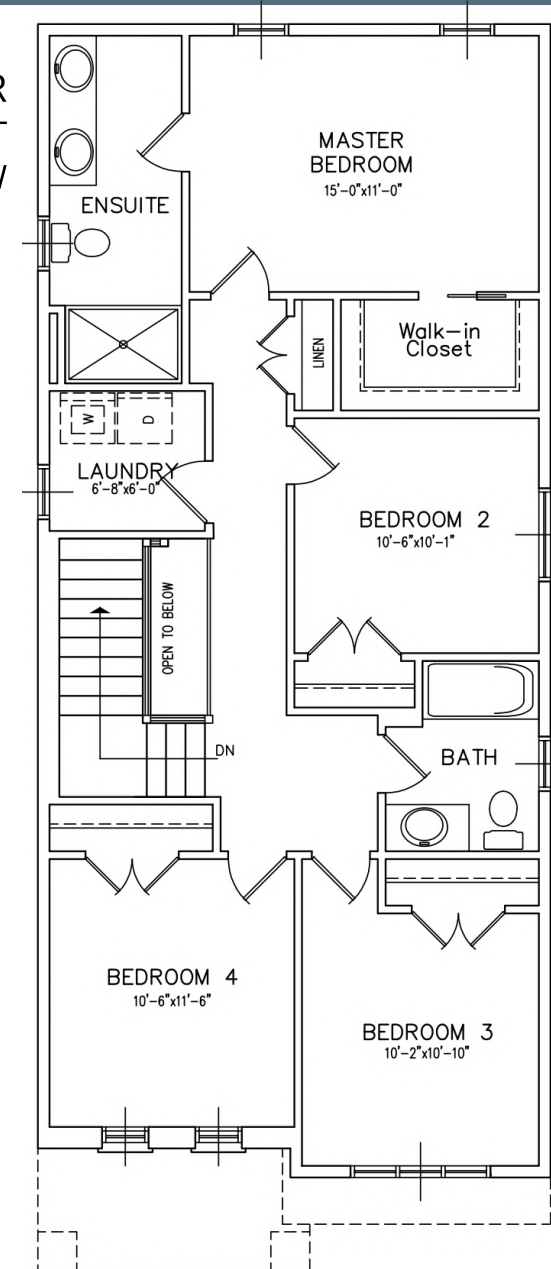 R
MASTER
BEDROOM
15'-0"x11'-0"
ENSUITE
Walk-in
Closet
LINEN
W
D
LAUNDRY
6'-8"x6'-0"
BEDROOM 2
10'-6"x10'-1"
OPEN TO BELOW
DN
BATH
BEDROOM 4
10'-6"x11'-6"
BEDROOM 3
10'-2"x10'-10"